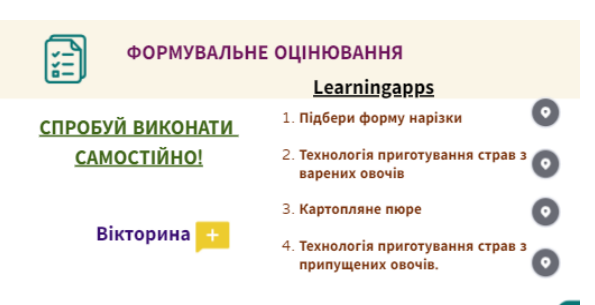 ФОРМУВАЛЬНЕ ОЦІНЮВАННЯ
Learningapps
СПРОБУЙ ВИКОНАТИ
САМОСТІЙНО!
Вікторина
1. Підбери форму нарізки
2. Технологія приготування страв з
варених овочів
3. Картопляне пюре
4. Технологія приготування страв з
припущених овочів.